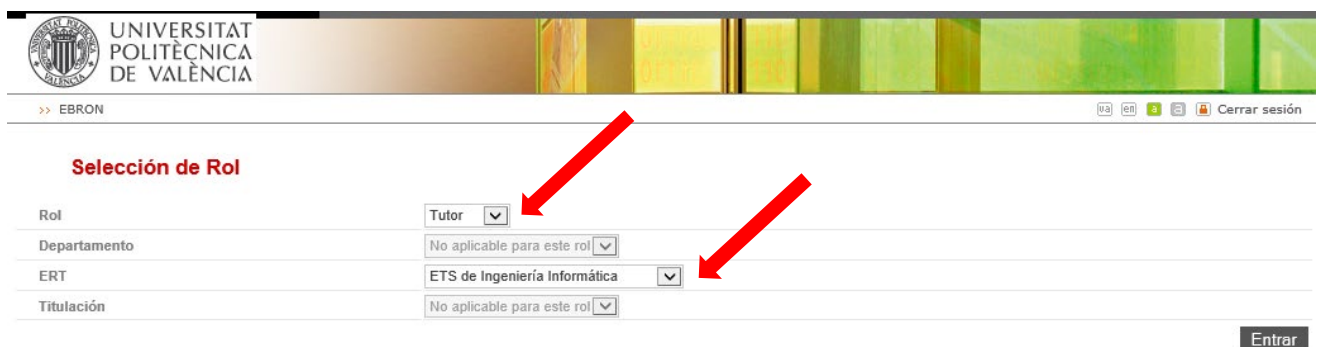 UNIVERSITAT
POLITÈCNICA
DE VALÈNCIA
>> EBRON
va en a a Cerrar sesión
Selección de Rol
Rol Tutor
Departamento No aplicable para este rol
ERT ETS de Ingeniería Informática
Titulación No aplicable para este rol
Entrar